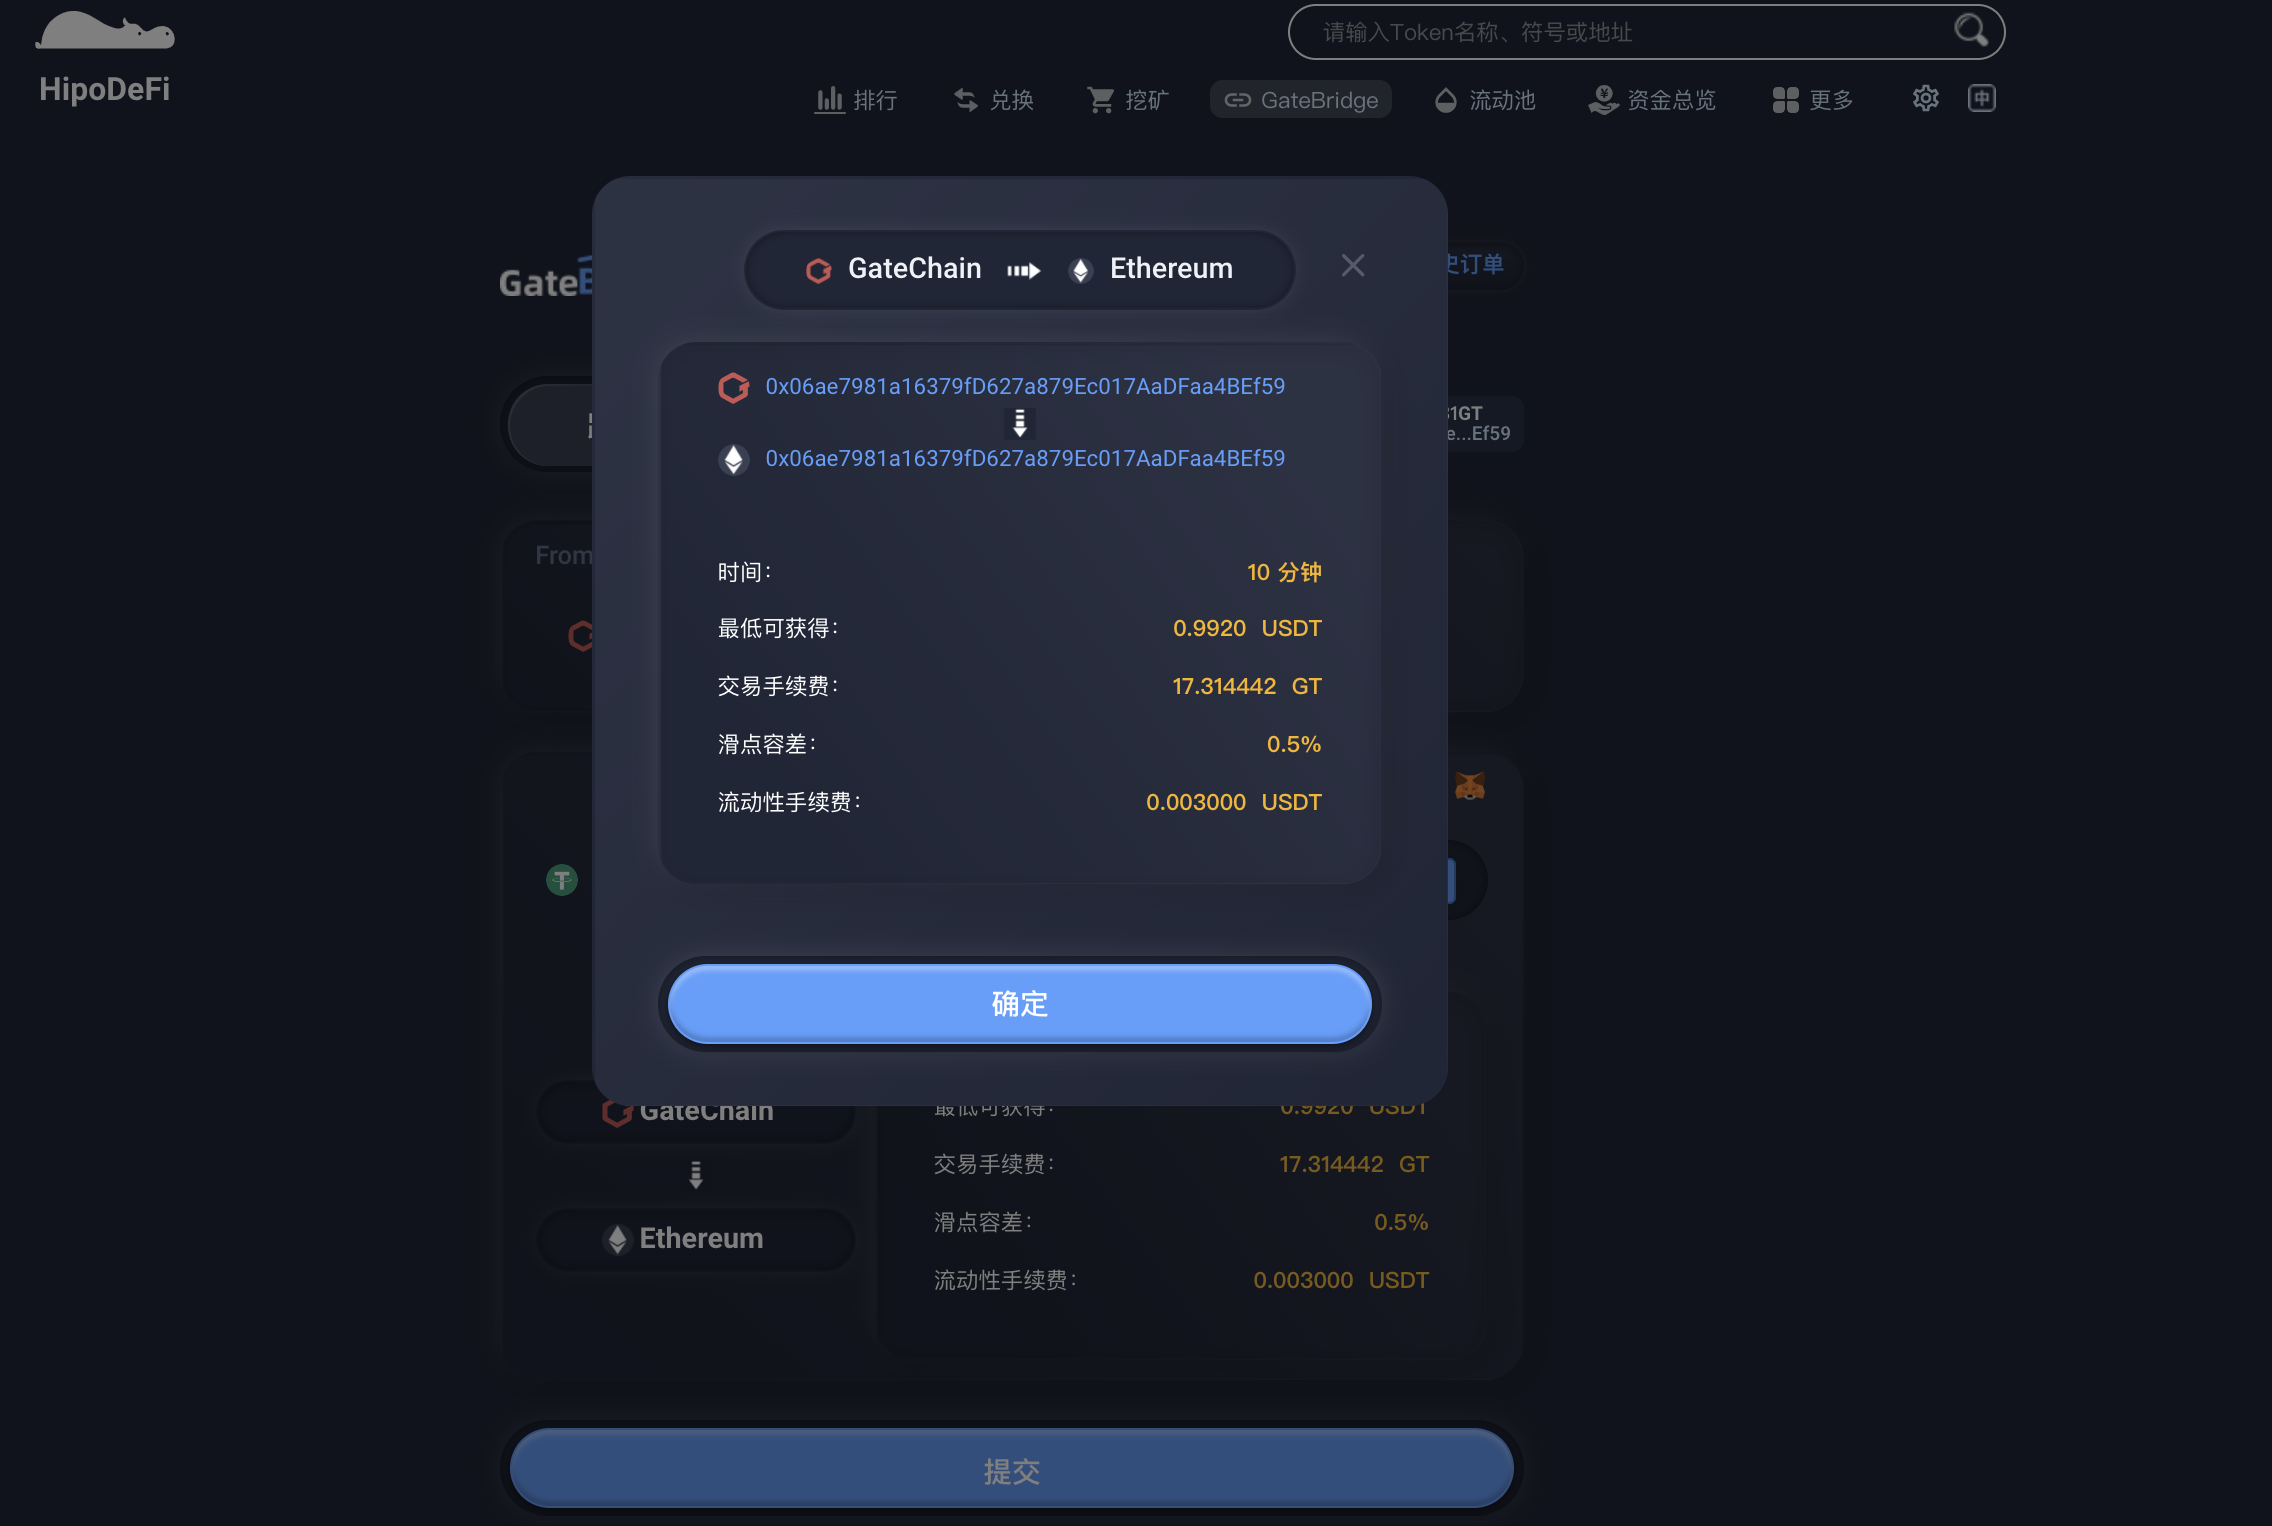 HipoDeFi
请输入Token名称、符号或地址
排行
兑换
挖矿
GateBridge
流动池
资金总览
更多
中
Gate
史订单
GateChain
Ethereum
0x06ae7981a16379fD627a879Ec017AaDFaa4BEf59
0x06ae7981a16379fD627a879Ec017AaDFaa4BEf59
31GT
e...Ef59
From
时间: 10 分钟
最低可获得: 0.9920 USDT
交易手续费: 17.314442 GT
滑点容差: 0.5%
流动性手续费: 0.003000 USDT
确定
GateChain
Ethereum
最低可获得: 0.9920 USDT
交易手续费: 17.314442 GT
滑点容差: 0.5%
流动性手续费: 0.003000 USDT
提交